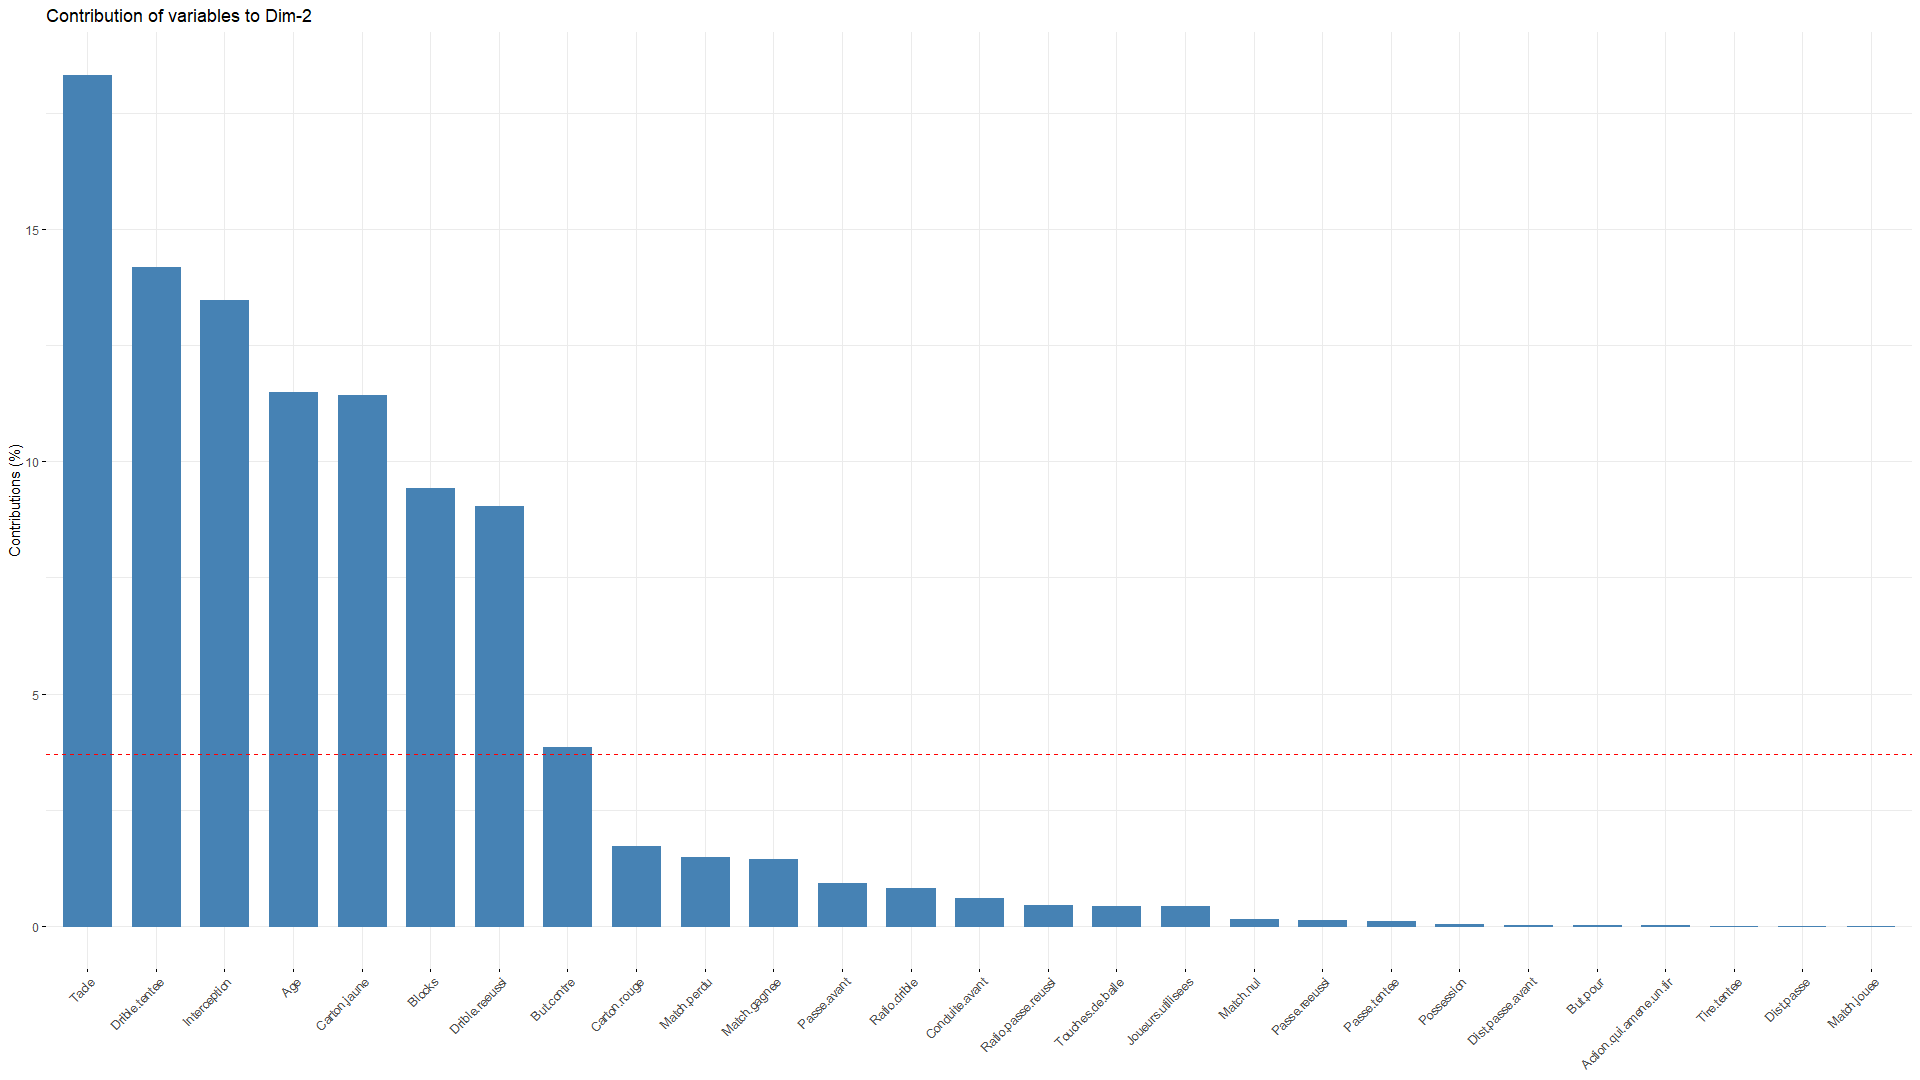 Contribution of variables to Dim-2
Contributions (%)
15
10
5
0
Tacle
Drible.tentee
Interception
Age
Carton.jaune
Blocks
Drible.reeussi
But.contre
Carton.rouge
Match.perdu
Match.gagnee
Passe.avant
Ratio.drible
Conduite.avant
Ratio.passe.reussi
Touches.de.balle
Joueurs.utilisees
Match.nul
Passe.reeussi
Passe.tentee
Possession
Dist.passe.avant
But.pour
Action.qui.amene.un.tir
Tire.tentee
Dist.passe
Match.jouee